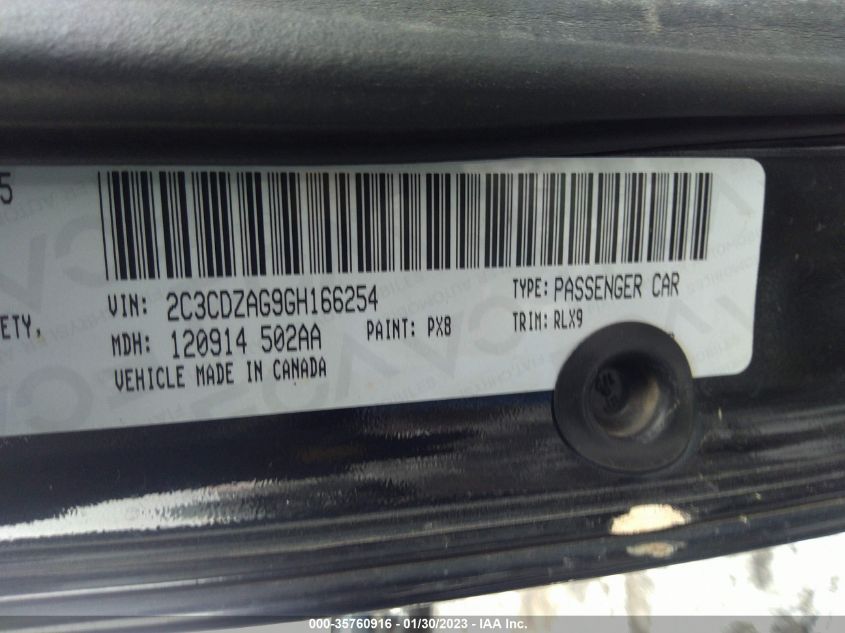 5
VIN: 2C3CDZAG9GH166254
TYPE: PASSENGER CAR
ETY,
MDH: 120914 502AA
PAINT: PX8
TRIM: RLX9
VEHICLE MADE IN CANADA
000-35760916 - 01/30/2023 - IAA Inc.